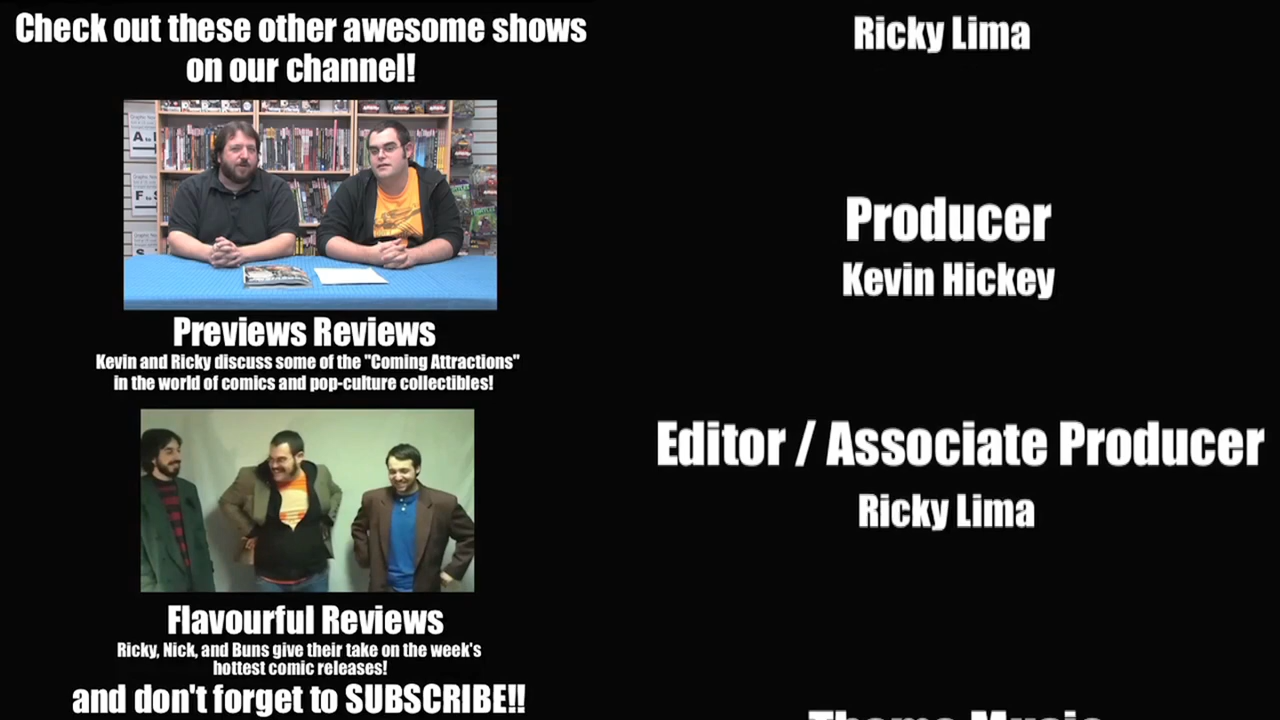 Check out these other awesome shows
on our channel!
Previews Reviews
Kevin and Ricky discuss some of the "Coming Attractions"
in the world of comics and pop-culture collectibles!
Flavourful Reviews
Ricky, Nick, and Buns give their take on the week's
hottest comic releases!
and don't forget to SUBSCRIBE!!
Ricky Lima
Producer
Kevin Hickey
Editor / Associate Producer
Ricky Lima
Theme Music